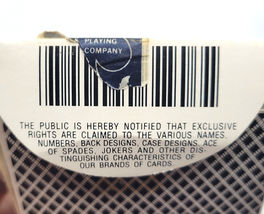 PLAYING
COMPANY
THE PUBLIC IS HEREBY NOTIFIED THAT EXCLUSIVE
RIGHTS ARE CLAIMED TO THE VARIOUS NAMES,
NUMBERS, BACK DESIGNS, CASE DESIGNS, ACE
OF SPADES, JOKERS AND OTHER DIS-
TINGUISHING CHARACTERISTICS OF
OUR BRANDS OF CARDS.